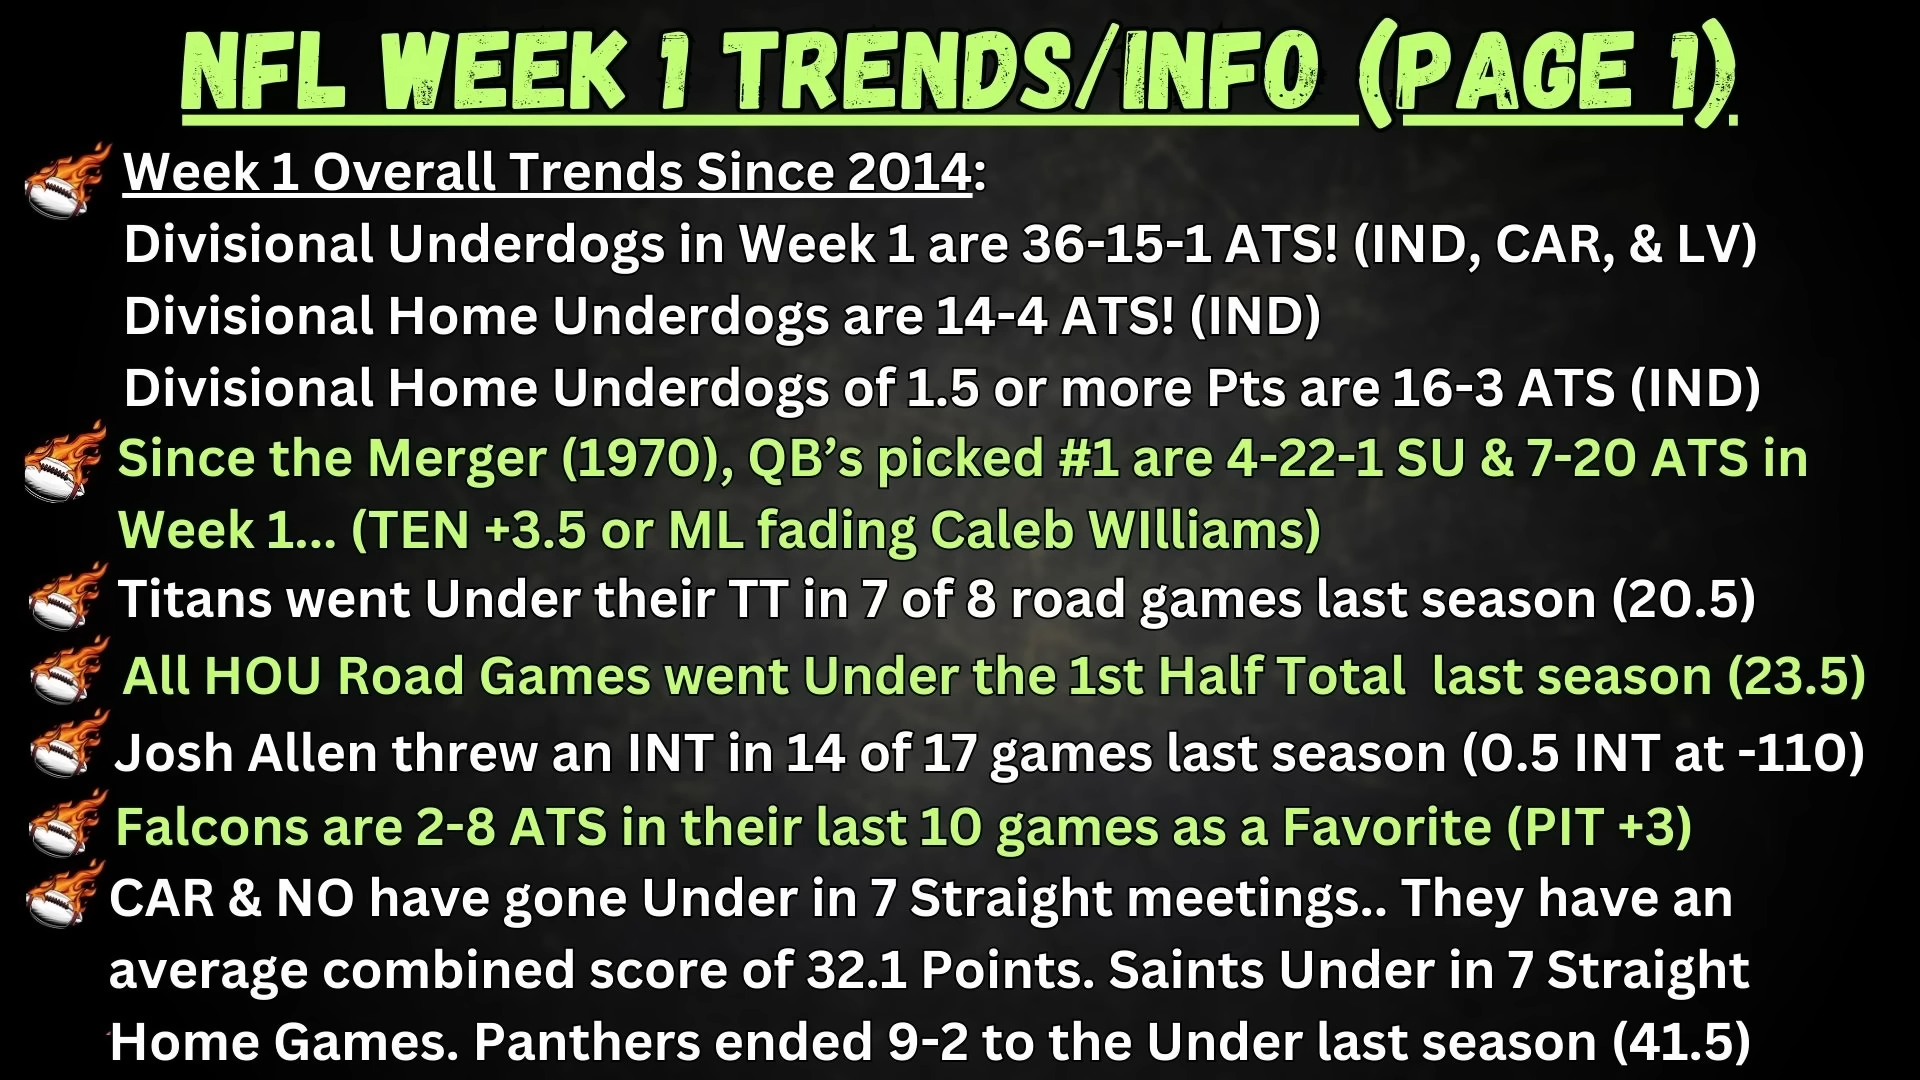 NFL WEEK 1 TRENDS/INFO (PAGE 1)
Week 1 Overall Trends Since 2014:
Divisional Underdogs in Week 1 are 36-15-1 ATS! (IND, CAR, & LV)
Divisional Home Underdogs are 14-4 ATS! (IND)
Divisional Home Underdogs of 1.5 or more Pts are 16-3 ATS (IND)
Since the Merger (1970), QB’s picked #1 are 4-22-1 SU & 7-20 ATS in
Week 1... (TEN +3.5 or ML fading Caleb WIlliams)
Titans went Under their TT in 7 of 8 road games last season (20.5)
All HOU Road Games went Under the 1st Half Total last season (23.5)
Josh Allen threw an INT in 14 of 17 games last season (0.5 INT at -110)
Falcons are 2-8 ATS in their last 10 games as a Favorite (PIT +3)
CAR & NO have gone Under in 7 Straight meetings.. They have an
average combined score of 32.1 Points. Saints Under in 7 Straight
Home Games. Panthers ended 9-2 to the Under last season (41.5)